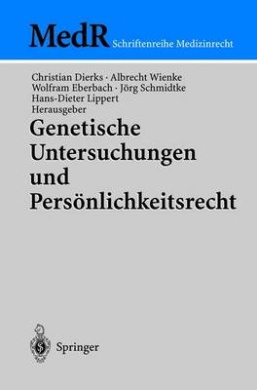 MedR Schriftenreihe Medizinrecht
Christian Dierks · Albrecht Wienke
Wolfram Eberbach · Jörg Schmidtke
Hans-Dieter Lippert
Herausgeber
Genetische
Untersuchungen
und
Persönlichkeitsrecht
Springer